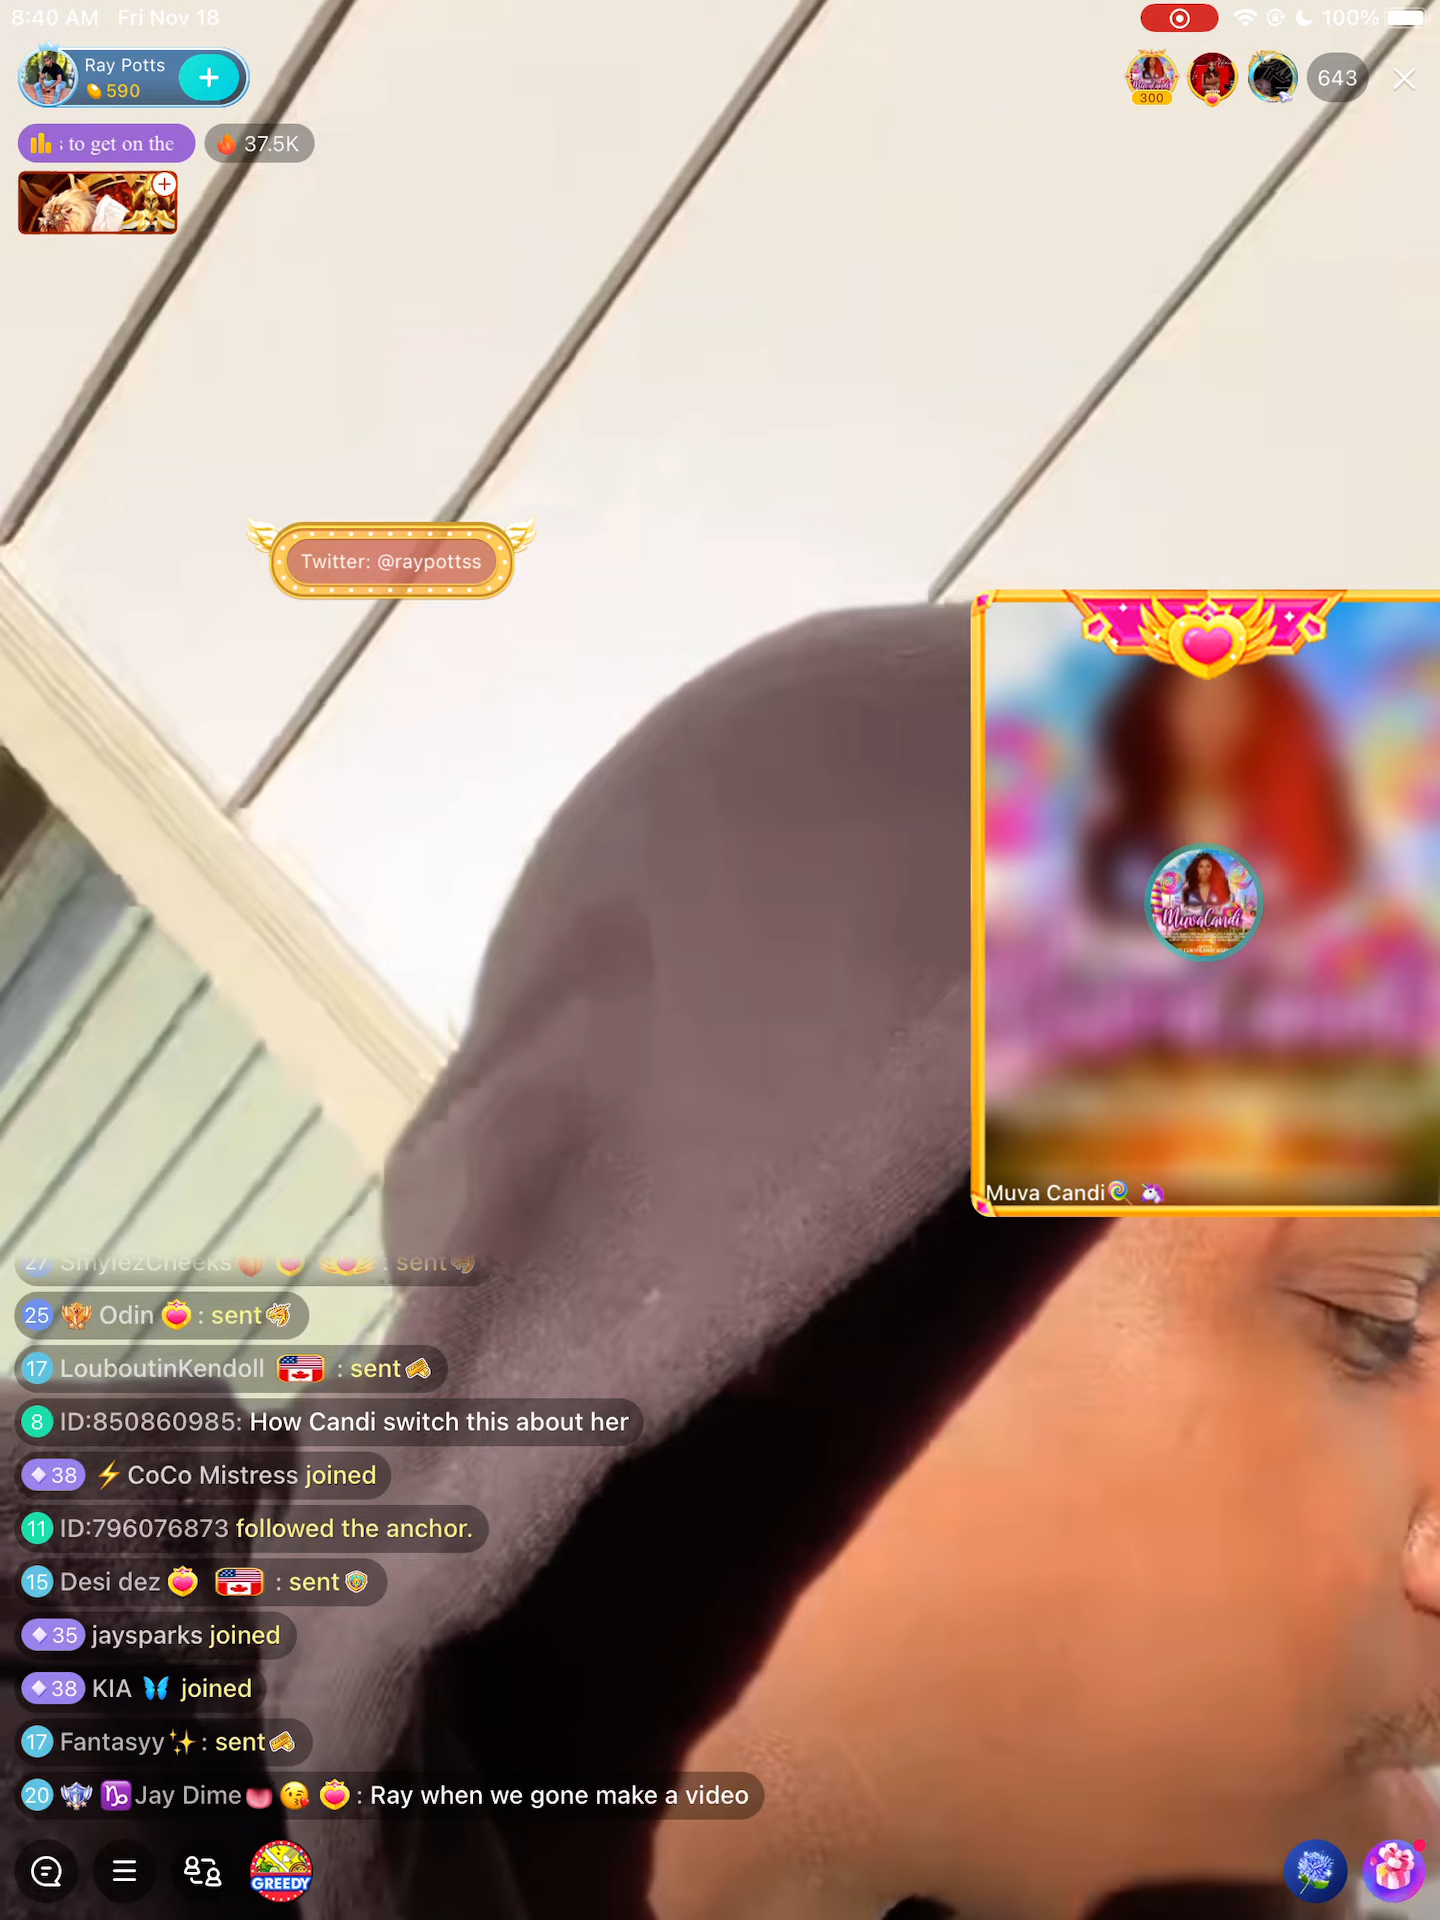 8:40 AM Fri Nov 18
100%
Ray Potts
590
300
643
s to get on the
37.5K
Twitter: @raypottss
MuvaCandi
Muva Candi🍭 🦄
27 SmylezCheeks : sent
25 Odin : sent
17 LouboutinKendoll : sent
8 ID:850860985: How Candi switch this about her
38 ⚡CoCo Mistress joined
11 ID:796076873 followed the anchor.
15 Desi dez : sent
35 jaysparks joined
38 KIA 🦋 joined
17 Fantasyy✨: sent
20 ♑Jay Dime👅😘 : Ray when we gone make a video
GREEDY